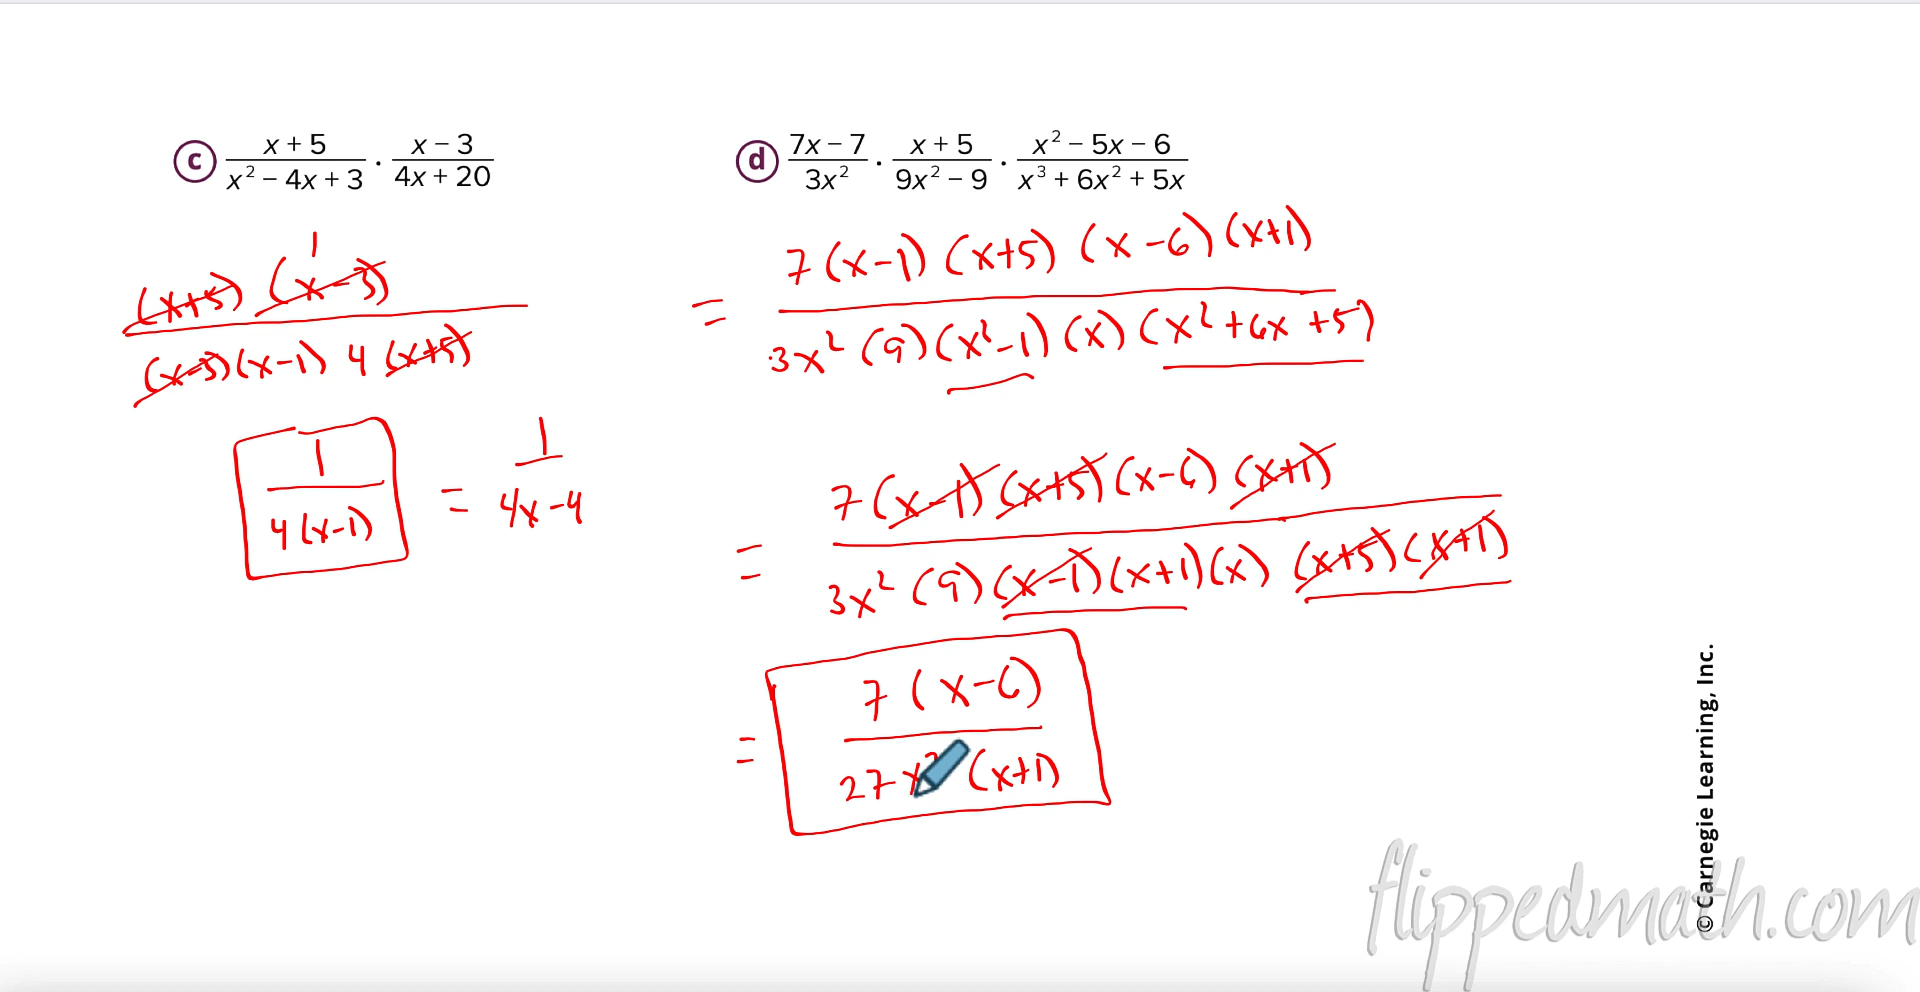 c (x + 5)/(x² − 4x + 3) · (x − 3)/(4x + 20)
1
(x+5) (x-3)
(x-3)(x-1) 4 (x+5)
1
4(x-1)
= 1
4x-4
d (7x − 7)/(3x²) · (x + 5)/(9x² − 9) · (x² − 5x − 6)/(x³ + 6x² + 5x)
7(x-1) (x+5) (x-6) (x+1)
=
3x² (9)(x²-1)(x)(x²+6x+5)
7(x-1)(x+5)(x-6)(x+1)
=
3x² (9)(x-1)(x+1)(x) (x+5)(x+1)
7(x-6)
=
27x (x+1)
© Carnegie Learning, Inc.
flippedmath.com